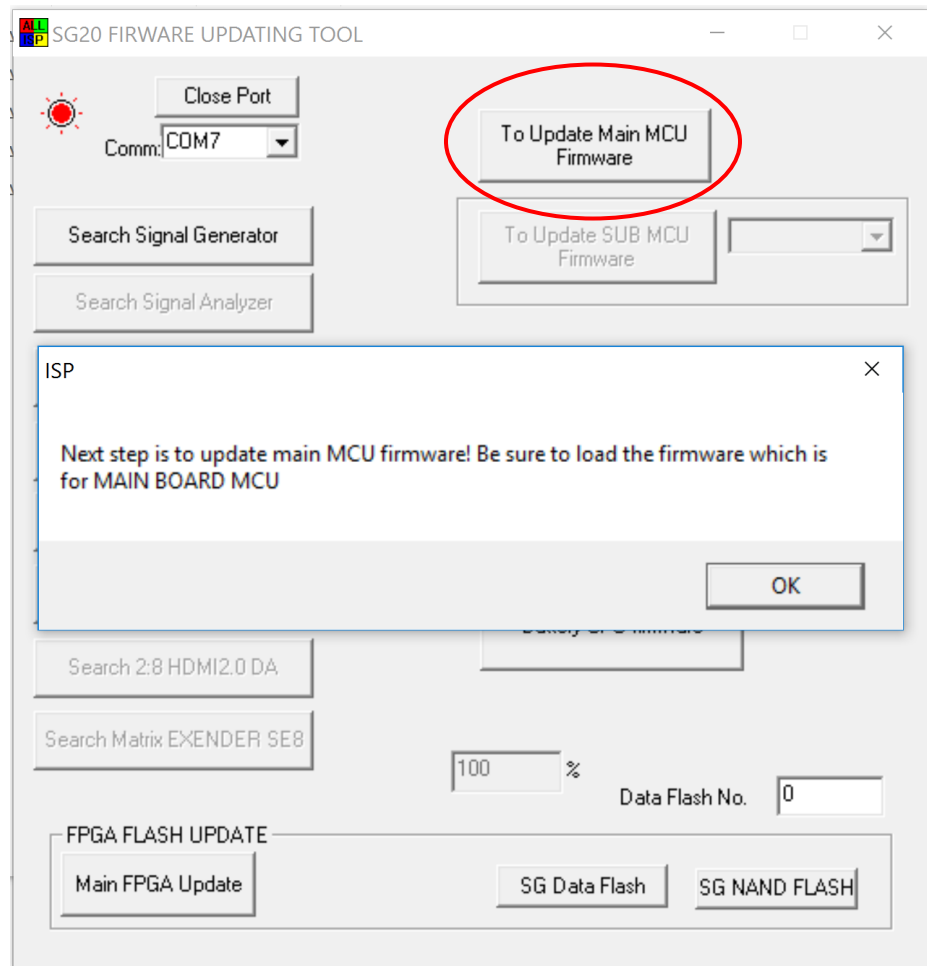 ALL
ISP
SG20 FIRWARE UPDATING TOOL
Close Port
Comm:
COM7
To Update Main MCU
Firmware
Search Signal Generator
To Update SUB MCU
Firmware
Search Signal Analyzer
ISP
Next step is to update main MCU firmware! Be sure to load the firmware which is
for MAIN BOARD MCU
OK
Search 2:8 HDMI2.0 DA
Search Matrix EXENDER SE8
100
%
Data Flash No.
0
FPGA FLASH UPDATE
Main FPGA Update
SG Data Flash
SG NAND FLASH